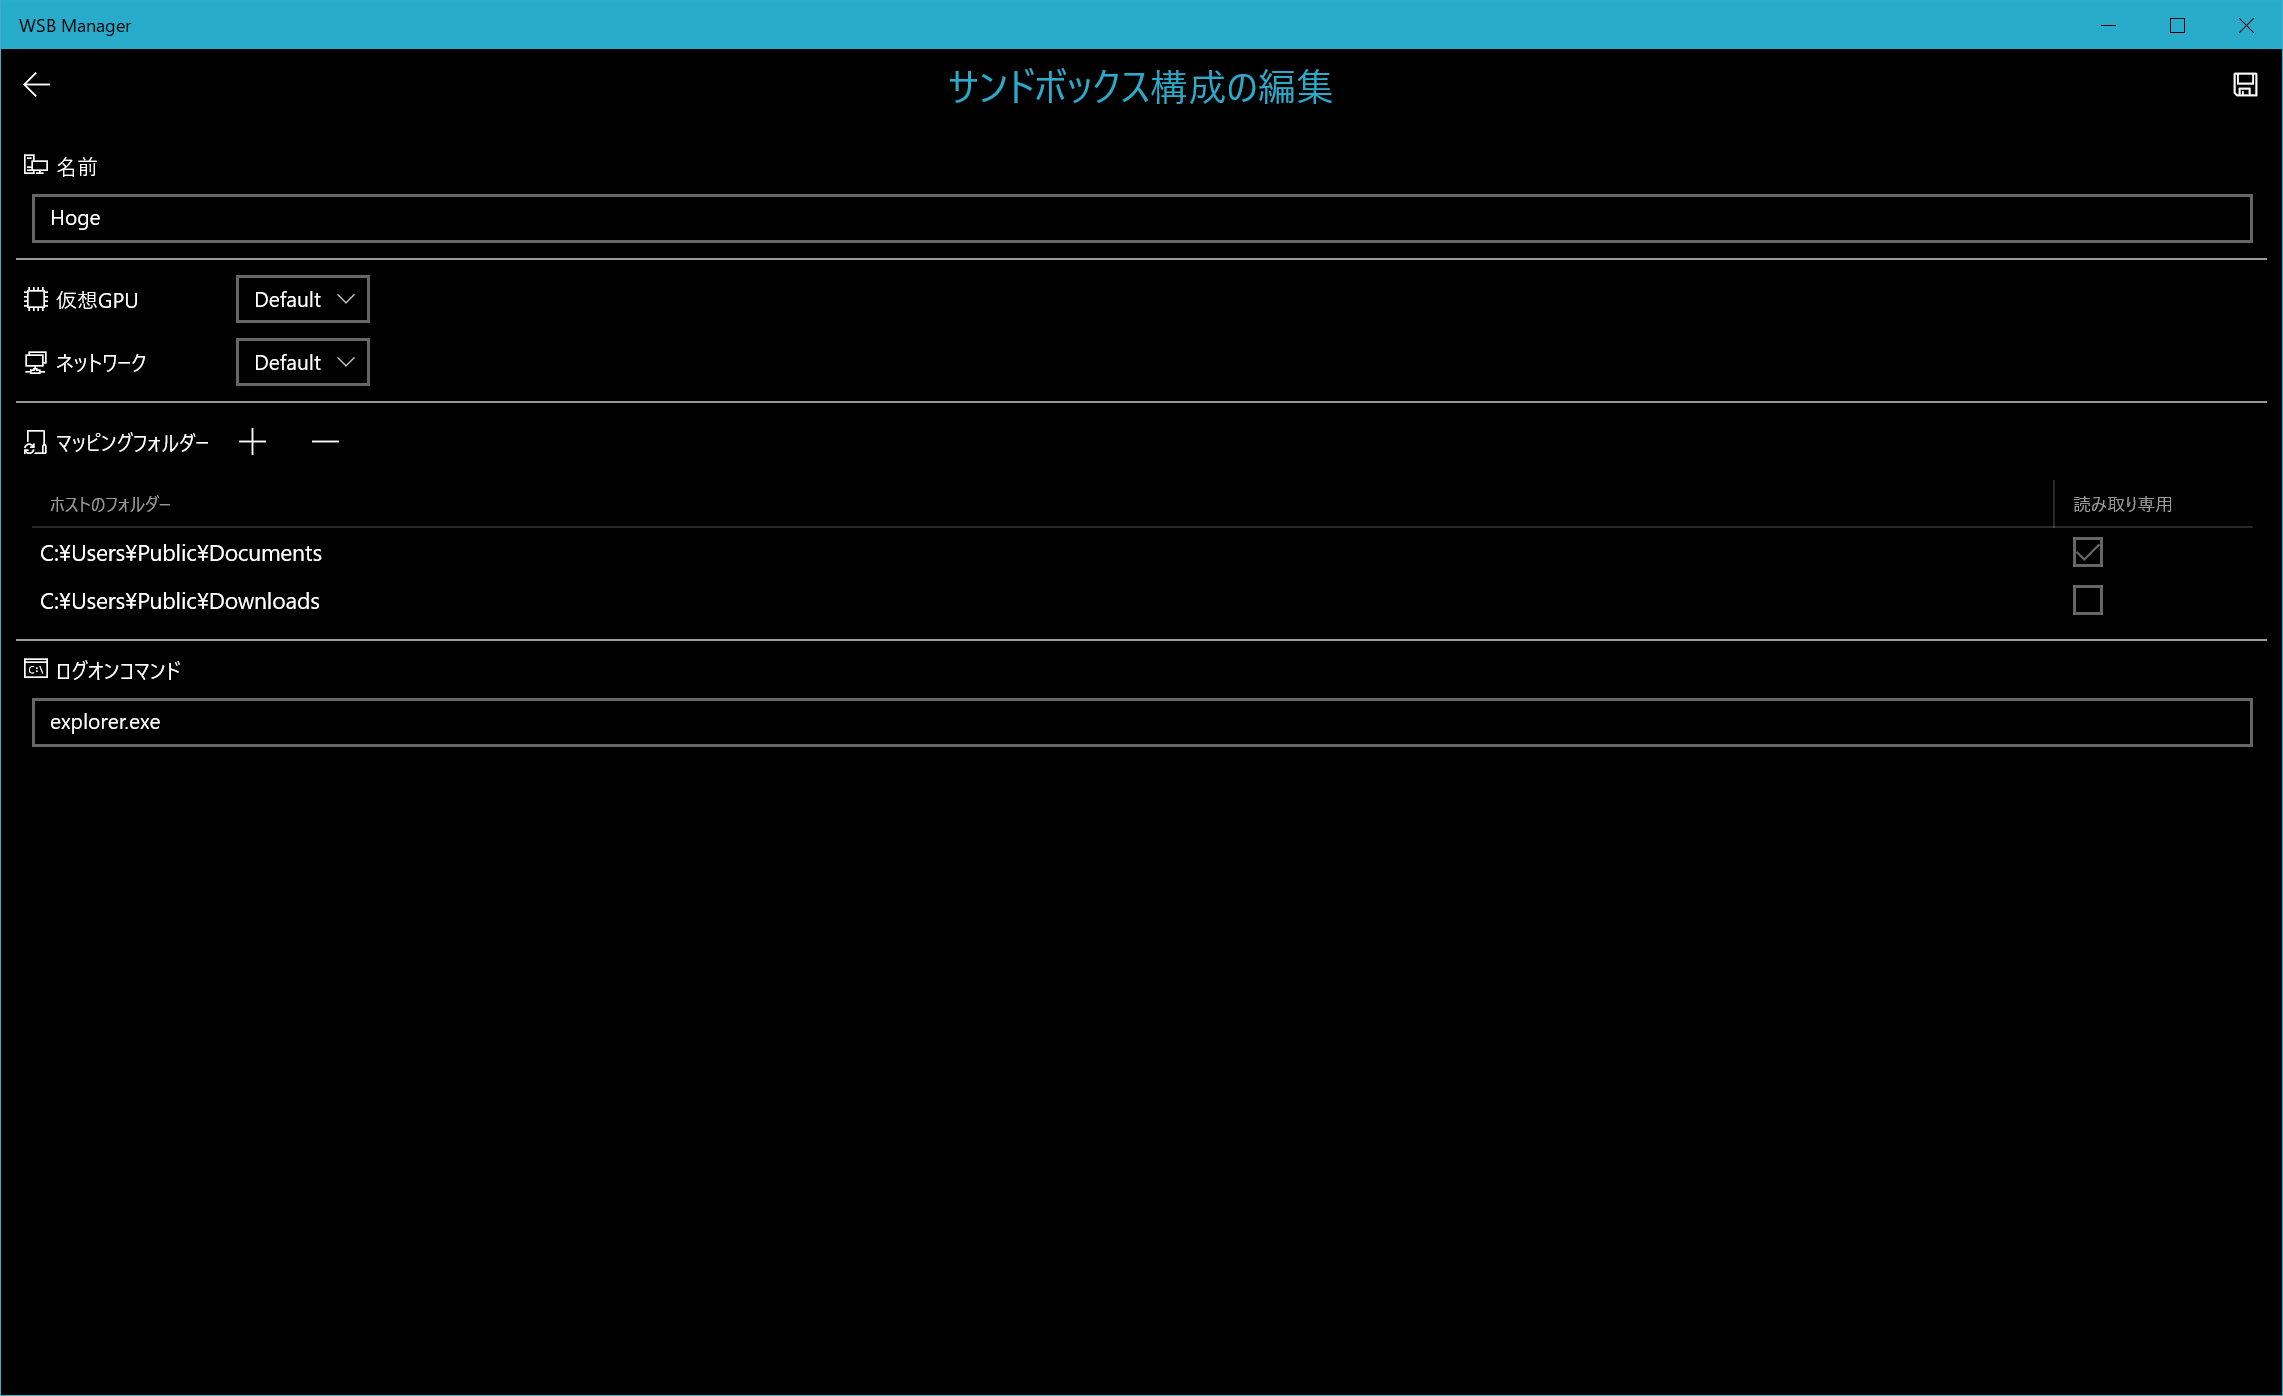 WSB Manager
サンドボックス構成の編集
名前
Hoge
仮想GPU Default
ネットワーク Default
マッピングフォルダー
ホストのフォルダー 読み取り専用
C:¥Users¥Public¥Documents
C:¥Users¥Public¥Downloads
C:\ ログオンコマンド
explorer.exe